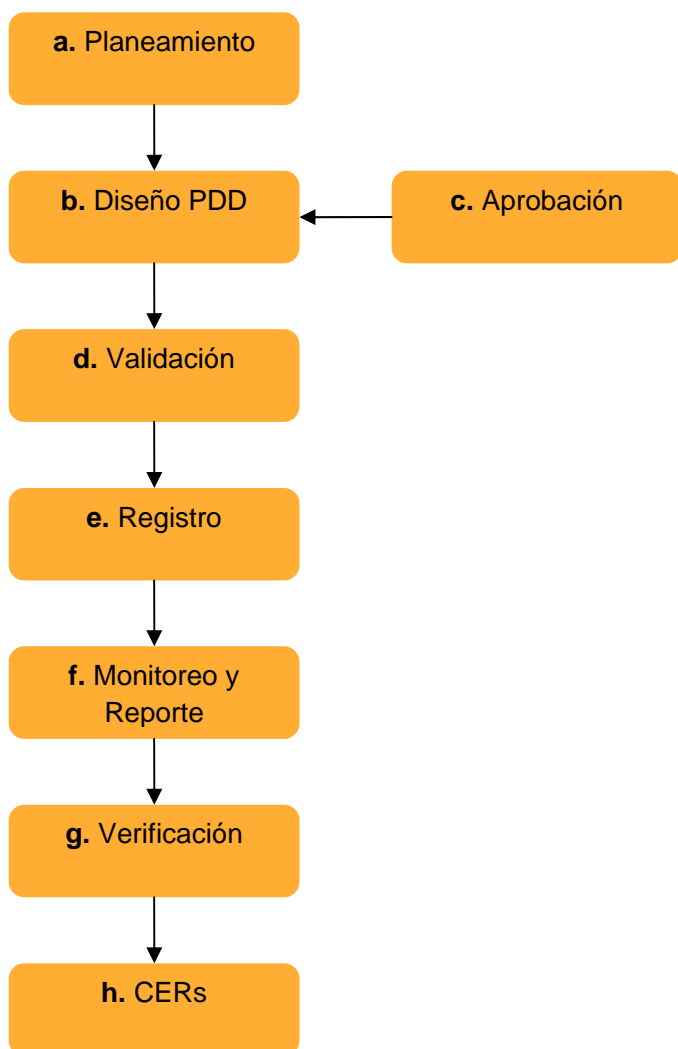 a. Planeamiento
b. Diseño PDD
c. Aprobación
d. Validación
e. Registro
f. Monitoreo y
Reporte
g. Verificación
h. CERs